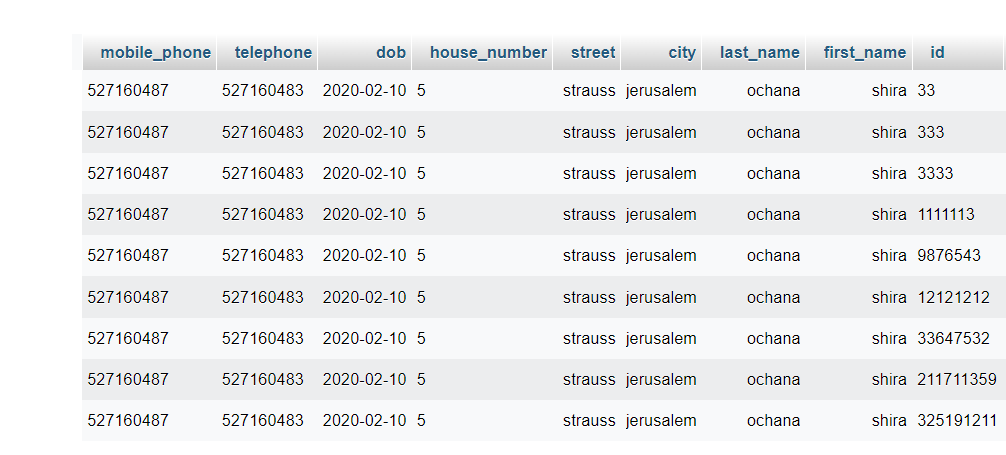 mobile_phone telephone dob house_number street city last_name first_name id
527160487 527160483 2020-02-10 5 strauss jerusalem ochana shira 33
527160487 527160483 2020-02-10 5 strauss jerusalem ochana shira 333
527160487 527160483 2020-02-10 5 strauss jerusalem ochana shira 3333
527160487 527160483 2020-02-10 5 strauss jerusalem ochana shira 1111113
527160487 527160483 2020-02-10 5 strauss jerusalem ochana shira 9876543
527160487 527160483 2020-02-10 5 strauss jerusalem ochana shira 12121212
527160487 527160483 2020-02-10 5 strauss jerusalem ochana shira 33647532
527160487 527160483 2020-02-10 5 strauss jerusalem ochana shira 211711359
527160487 527160483 2020-02-10 5 strauss jerusalem ochana shira 325191211